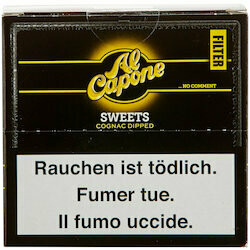 Al
Capone
FILTER
...NO COMMENT
SWEETS
COGNAC DIPPED
Rauchen ist tödlich.
Fumer tue.
Il fumo uccide.